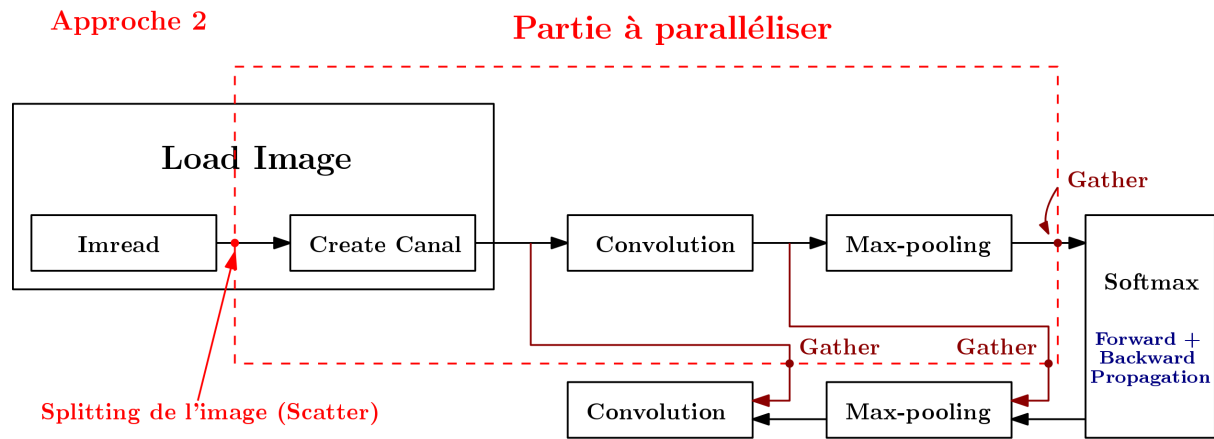 Approche 2
Partie à paralléliser
Load Image
Gather
Imread
Create Canal
Convolution
Max-pooling
Softmax
Forward +
Backward
Propagation
Gather
Gather
Splitting de l'image (Scatter)
Convolution
Max-pooling